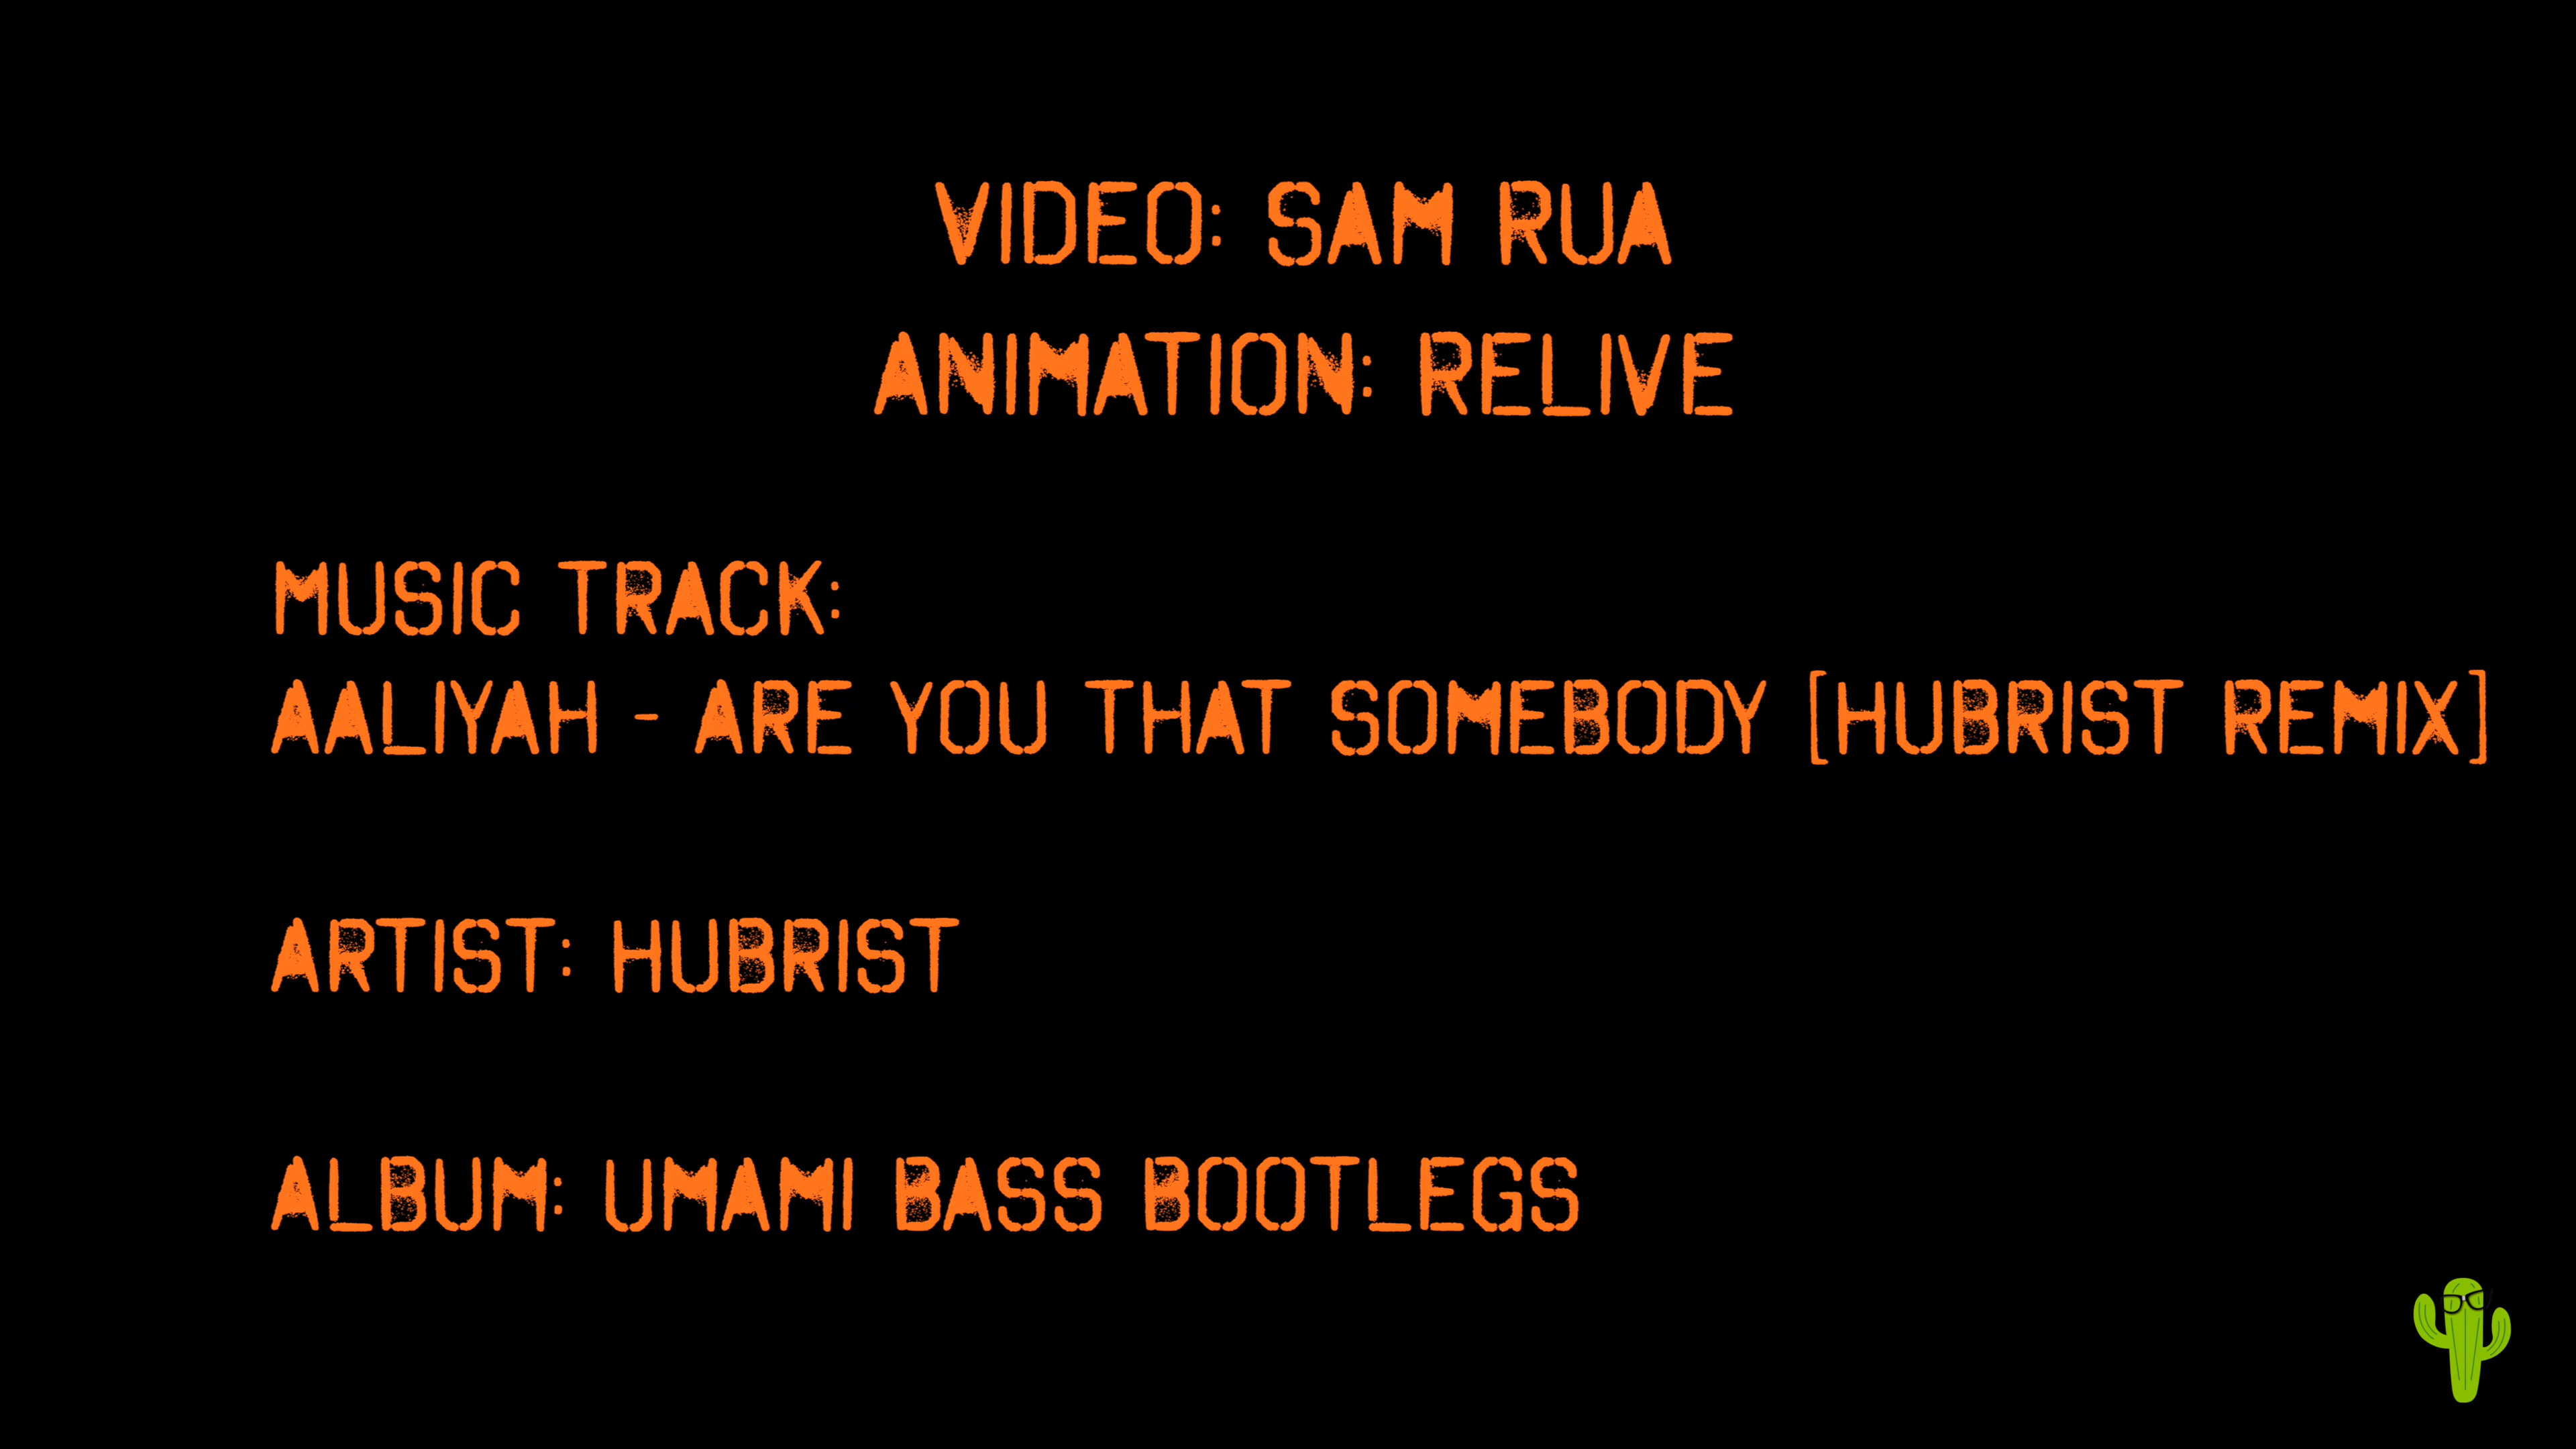 VIDEO: SAM RUA
ANIMATION: RELIVE
MUSIC TRACK:
AALIYAH - ARE YOU THAT SOMEBODY [HUBRIST REMIX]
ARTIST: HUBRIST
ALBUM: UMAMI BASS BOOTLEGS